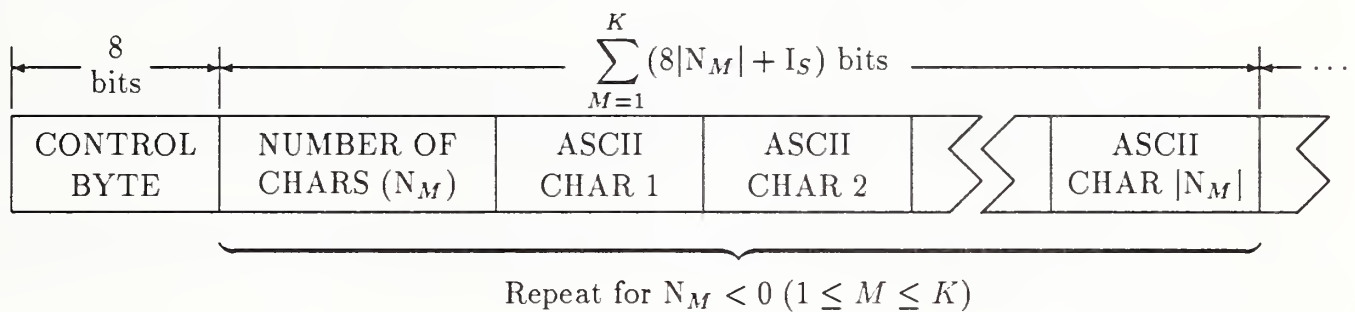 8
bits
K
∑ (8|N_M| + I_S) bits
M=1
...
CONTROL
BYTE
NUMBER OF
CHARS (N_M)
ASCII
CHAR 1
ASCII
CHAR 2
ASCII
CHAR |N_M|
Repeat for N_M < 0 (1 ≤ M ≤ K)